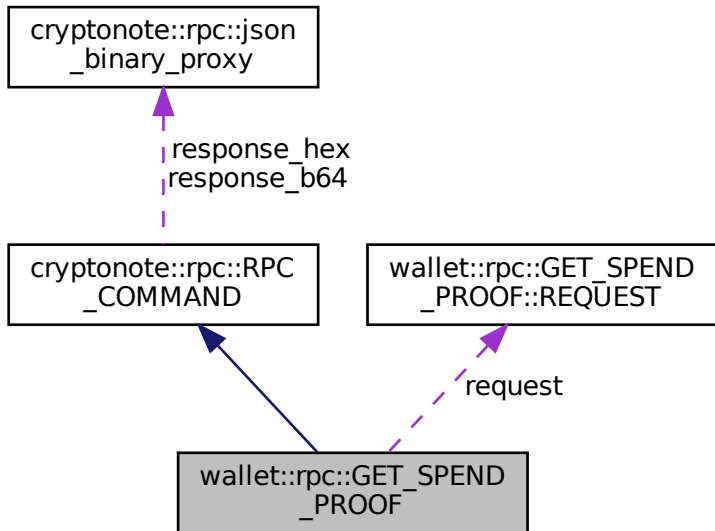 cryptonote::rpc::json
_binary_proxy
response_hex
response_b64
cryptonote::rpc::RPC
_COMMAND
wallet::rpc::GET_SPEND
_PROOF::REQUEST
request
wallet::rpc::GET_SPEND
_PROOF